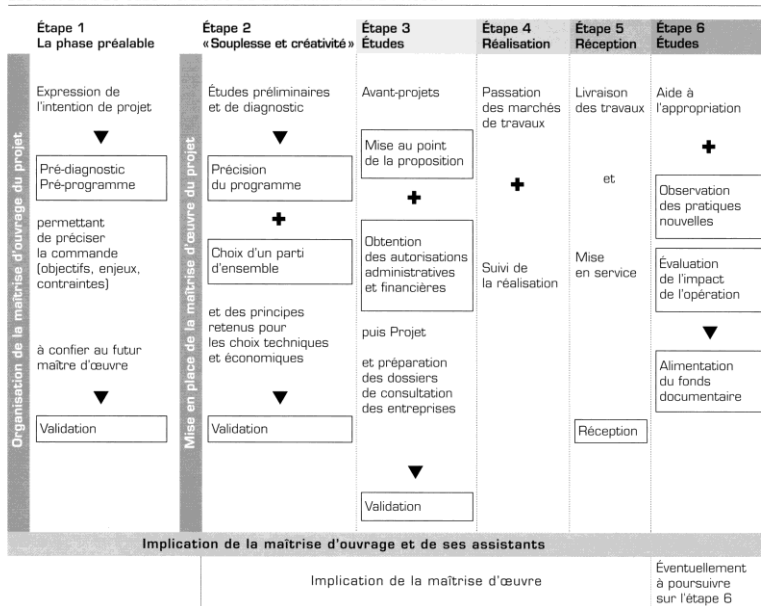 Étape 1
La phase préalable
Étape 2
« Souplesse et créativité »
Étape 3
Études
Étape 4
Réalisation
Étape 5
Réception
Étape 6
Études
Organisation de la maîtrise d'ouvrage du projet
Expression de
l'intention de projet
Pré-diagnostic
Pré-programme
permettant
de préciser
la commande
(objectifs, enjeux,
contraintes)
à confier au futur
maître d'œuvre
Validation
Mise en place de la maîtrise d'œuvre du projet
Études préliminaires
et de diagnostic
Précision
du programme
Choix d'un parti
d'ensemble
et des principes
retenus pour
les choix techniques
et économiques
Validation
Avant-projets
Mise au point
de la proposition
Obtention
des autorisations
administratives
et financières
puis Projet
et préparation
des dossiers
de consultation
des entreprises
Validation
Passation
des marchés
de travaux
Suivi de
la réalisation
Livraison
des travaux
et
Mise
en service
Réception
Aide à
l'appropriation
Observation
des pratiques
nouvelles
Évaluation
de l'impact
de l'opération
Alimentation
du fonds
documentaire
Implication de la maîtrise d'ouvrage et de ses assistants
Implication de la maîtrise d'œuvre
Éventuellement
à poursuivre
sur l'étape 6